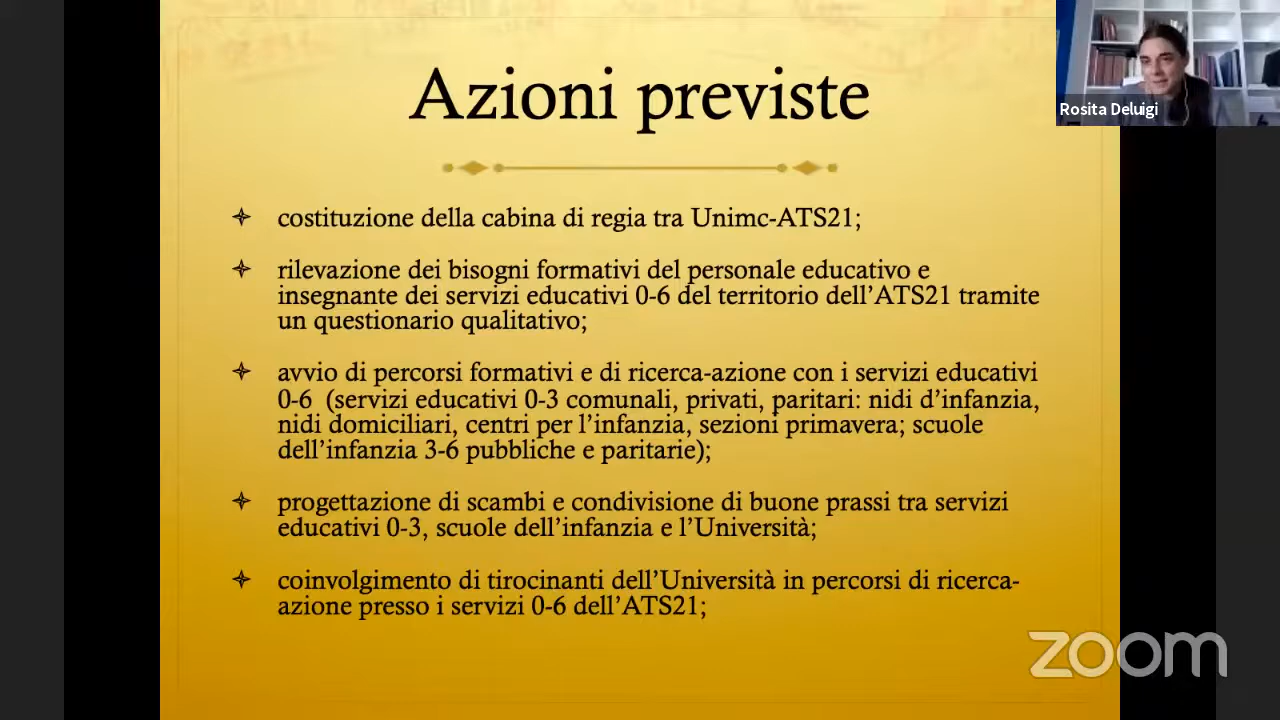 Azioni previste
Rosita Deluigi
costituzione della cabina di regia tra Unimc-ATS21;
rilevazione dei bisogni formativi del personale educativo e
insegnante dei servizi educativi 0-6 del territorio dell’ATS21 tramite
un questionario qualitativo;
avvio di percorsi formativi e di ricerca-azione con i servizi educativi
0-6 (servizi educativi 0-3 comunali, privati, paritari: nidi d’infanzia,
nidi domiciliari, centri per l’infanzia, sezioni primavera; scuole
dell’infanzia 3-6 pubbliche e paritarie);
progettazione di scambi e condivisione di buone prassi tra servizi
educativi 0-3, scuole dell’infanzia e l’Università;
coinvolgimento di tirocinanti dell’Università in percorsi di ricerca-
azione presso i servizi 0-6 dell’ATS21;
zoom